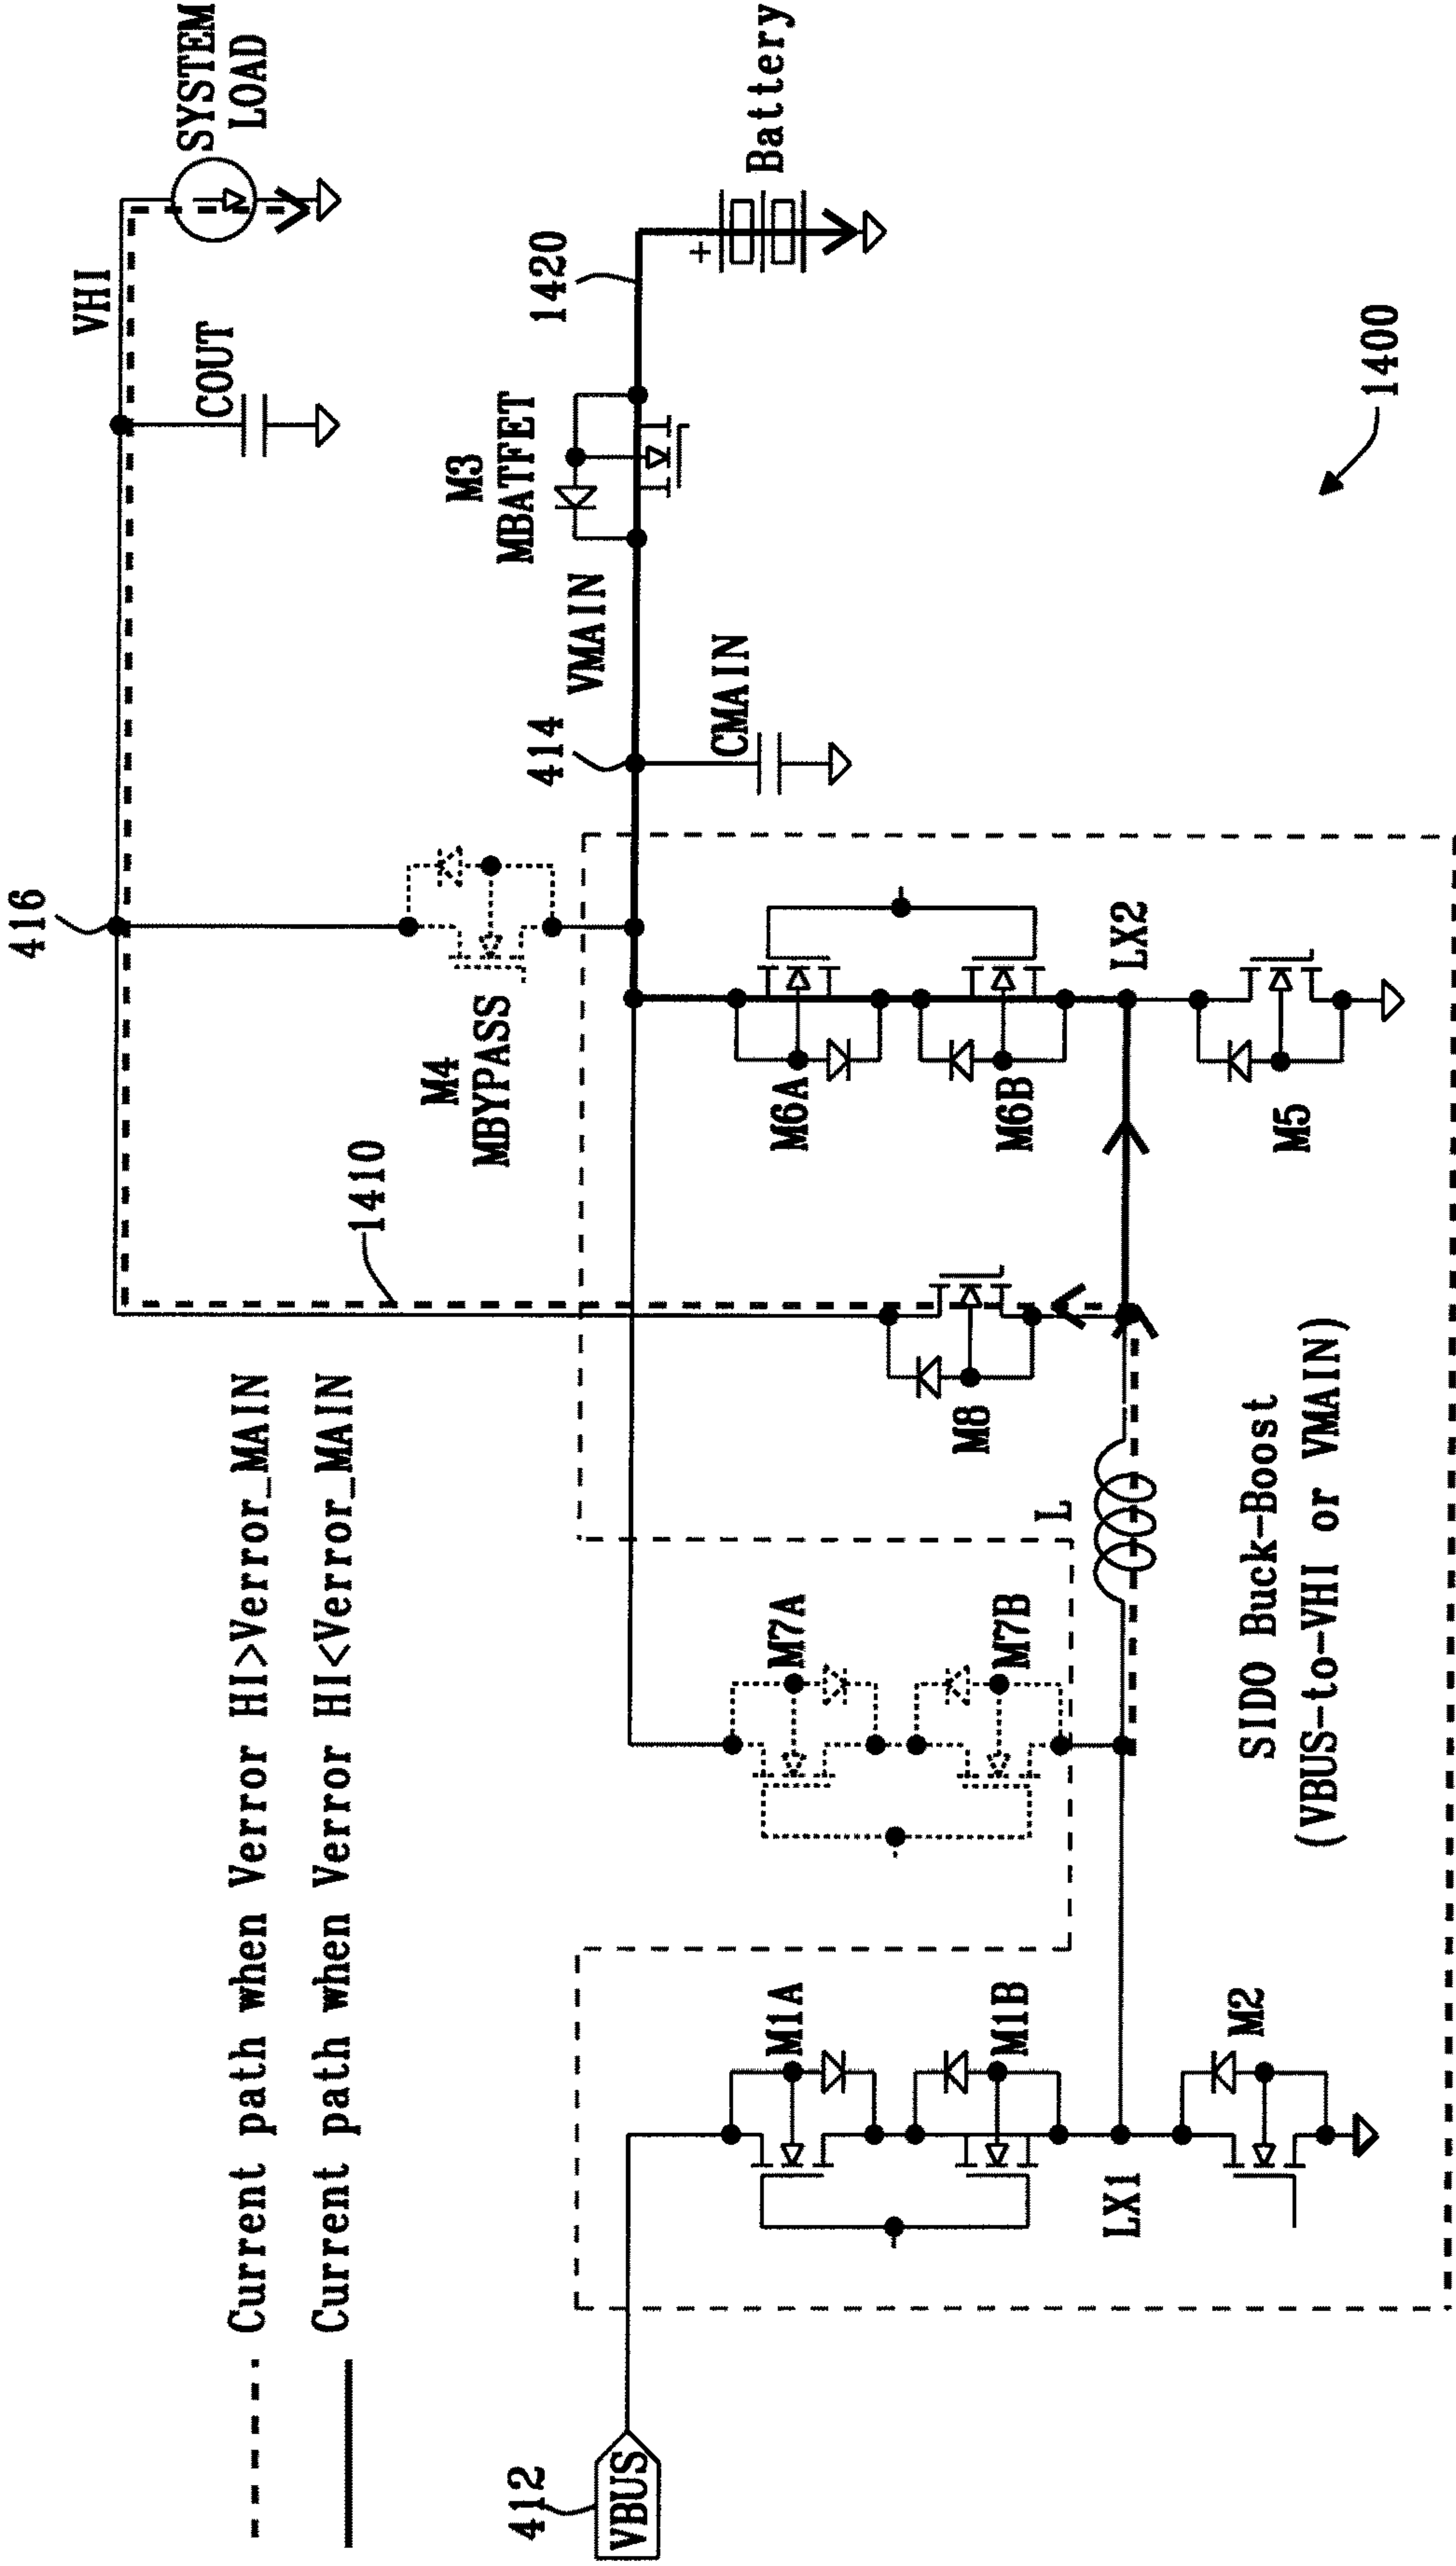 Current path when Verror HI>Verror_MAIN
Current path when Verror HI<Verror_MAIN
416
VHI
SYSTEM
LOAD
COUT
1410
M4
MBYPASS
M3
MBATFET
412
VBUS
414
VMAIN
1420
CMAIN
+
Battery
M1A
M7A
M6A
M8
M1B
M7B
L
M6B
LX1
LX2
M2
M5
SIDO Buck-Boost
(VBUS-to-VHI or VMAIN)
1400